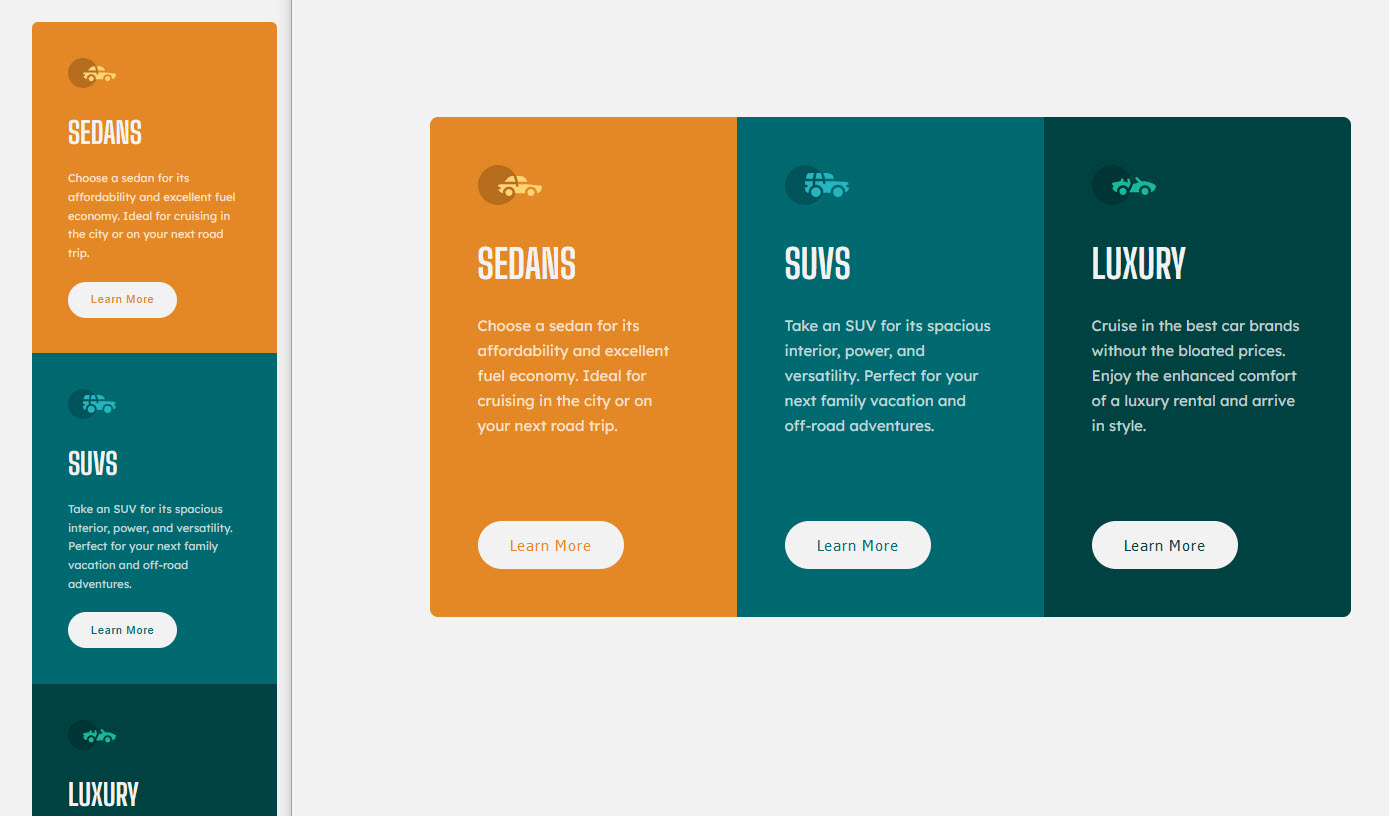 SEDANS
Choose a sedan for its
affordability and excellent fuel
economy. Ideal for cruising in
the city or on your next road
trip.
Learn More
SUVS
Take an SUV for its spacious
interior, power, and versatility.
Perfect for your next family
vacation and off-road
adventures.
Learn More
LUXURY
SEDANS
Choose a sedan for its
affordability and excellent
fuel economy. Ideal for
cruising in the city or on
your next road trip.
Learn More
SUVS
Take an SUV for its spacious
interior, power, and
versatility. Perfect for your
next family vacation and
off-road adventures.
Learn More
LUXURY
Cruise in the best car brands
without the bloated prices.
Enjoy the enhanced comfort
of a luxury rental and arrive
in style.
Learn More